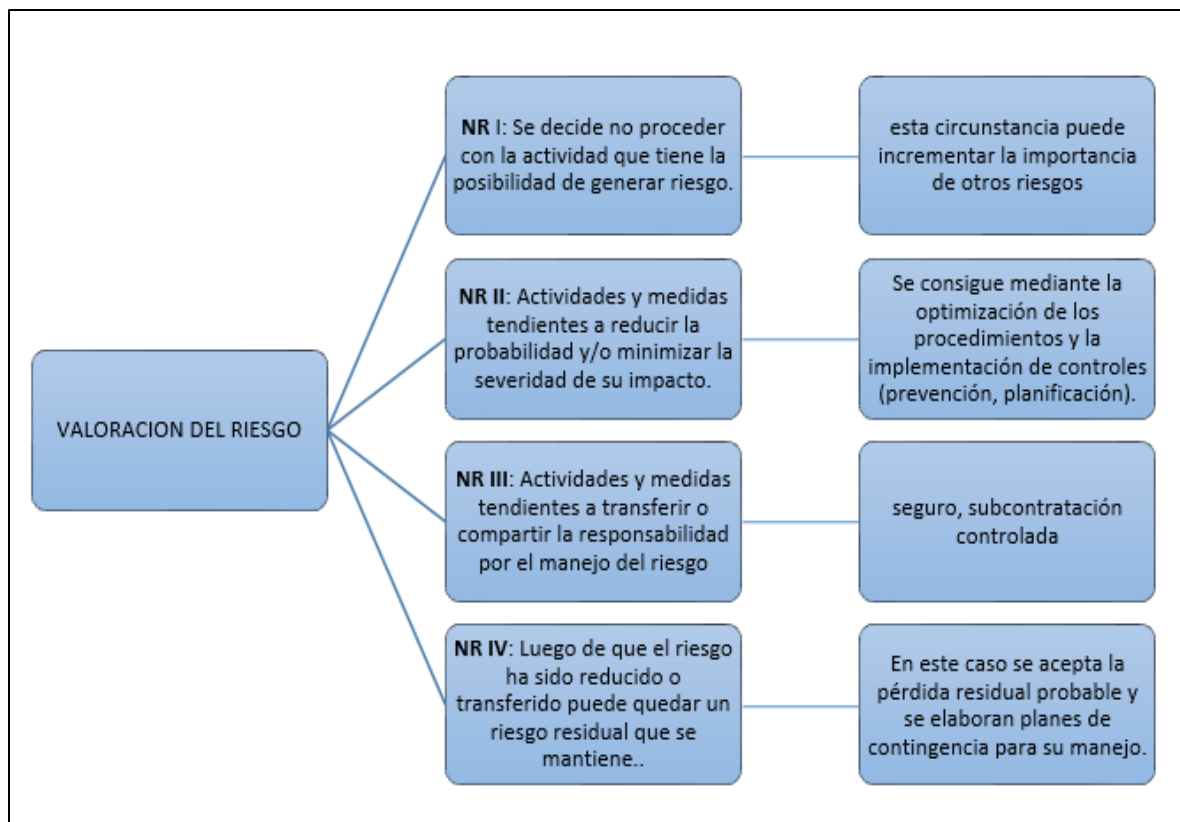 VALORACION DEL RIESGO
NR I: Se decide no proceder
con la actividad que tiene la
posibilidad de generar riesgo.
esta circunstancia puede
incrementar la importancia
de otros riesgos
NR II: Actividades y medidas
tendientes a reducir la
probabilidad y/o minimizar la
severidad de su impacto.
Se consigue mediante la
optimización de los
procedimientos y la
implementación de controles
(prevención, planificación).
NR III: Actividades y medidas
tendientes a transferir o
compartir la responsabilidad
por el manejo del riesgo
seguro, subcontratación
controlada
NR IV: Luego de que el riesgo
ha sido reducido o
transferido puede quedar un
riesgo residual que se
mantiene..
En este caso se acepta la
pérdida residual probable y
se elaboran planes de
contingencia para su manejo.